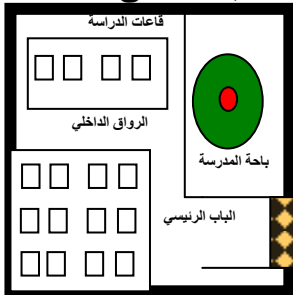 قاعات الدراسة
الرواق الداخلي
باحة المدرسة
الباب الرئيسي